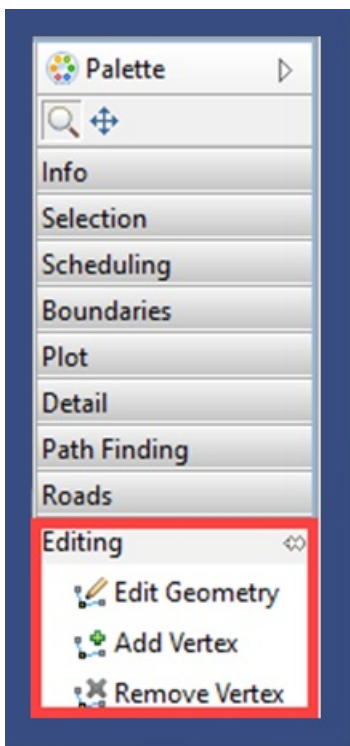 Palette
Info
Selection
Scheduling
Boundaries
Plot
Detail
Path Finding
Roads
Editing
Edit Geometry
Add Vertex
Remove Vertex